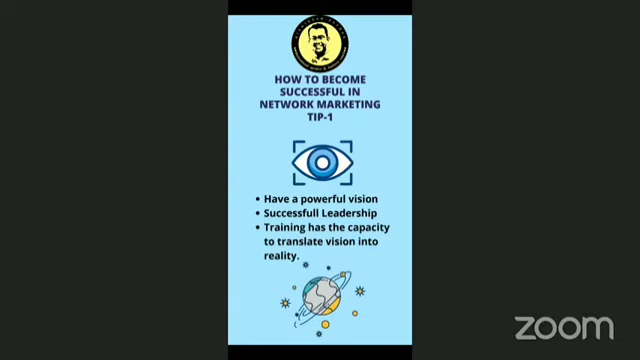 HOW TO BECOME
SUCCESSFUL IN
NETWORK MARKETING
TIP-1
• Have a powerful vision
• Successfull Leadership
• Training has the capacity
to translate vision into
reality.
zoom